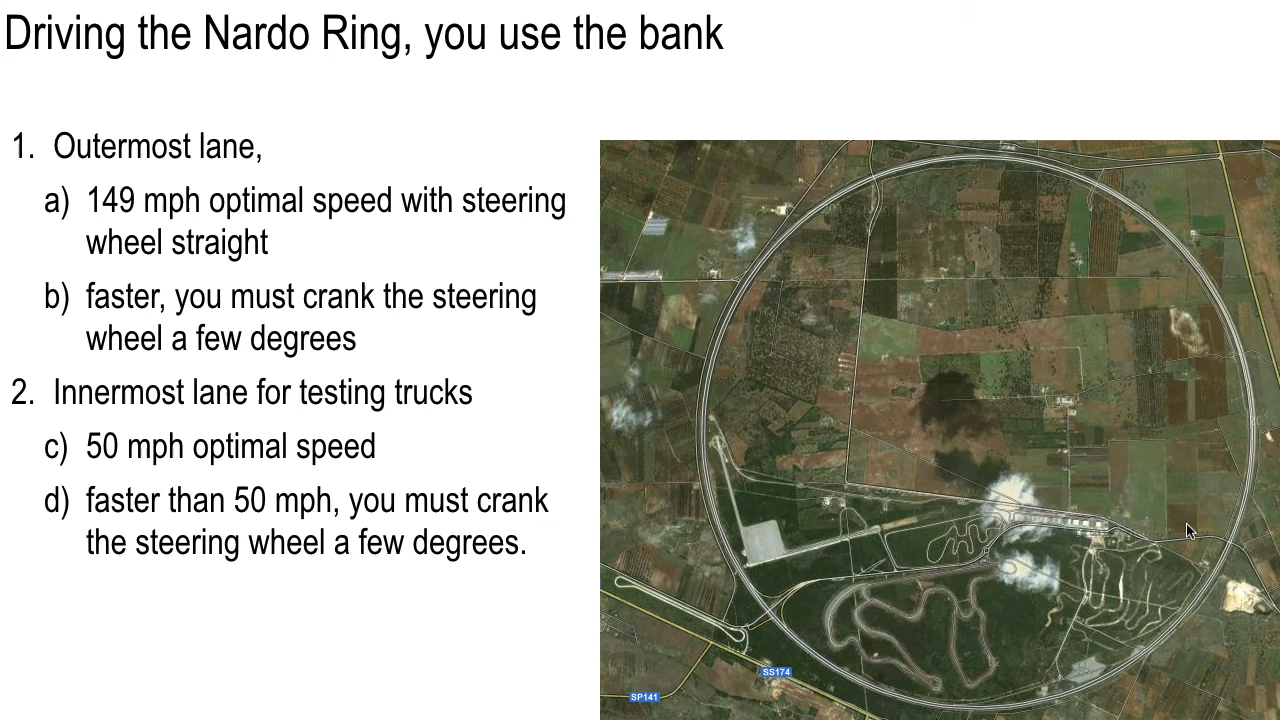 Driving the Nardo Ring, you use the bank
1. Outermost lane,
a) 149 mph optimal speed with steering
wheel straight
b) faster, you must crank the steering
wheel a few degrees
2. Innermost lane for testing trucks
c) 50 mph optimal speed
d) faster than 50 mph, you must crank
the steering wheel a few degrees.
SS174
SP141